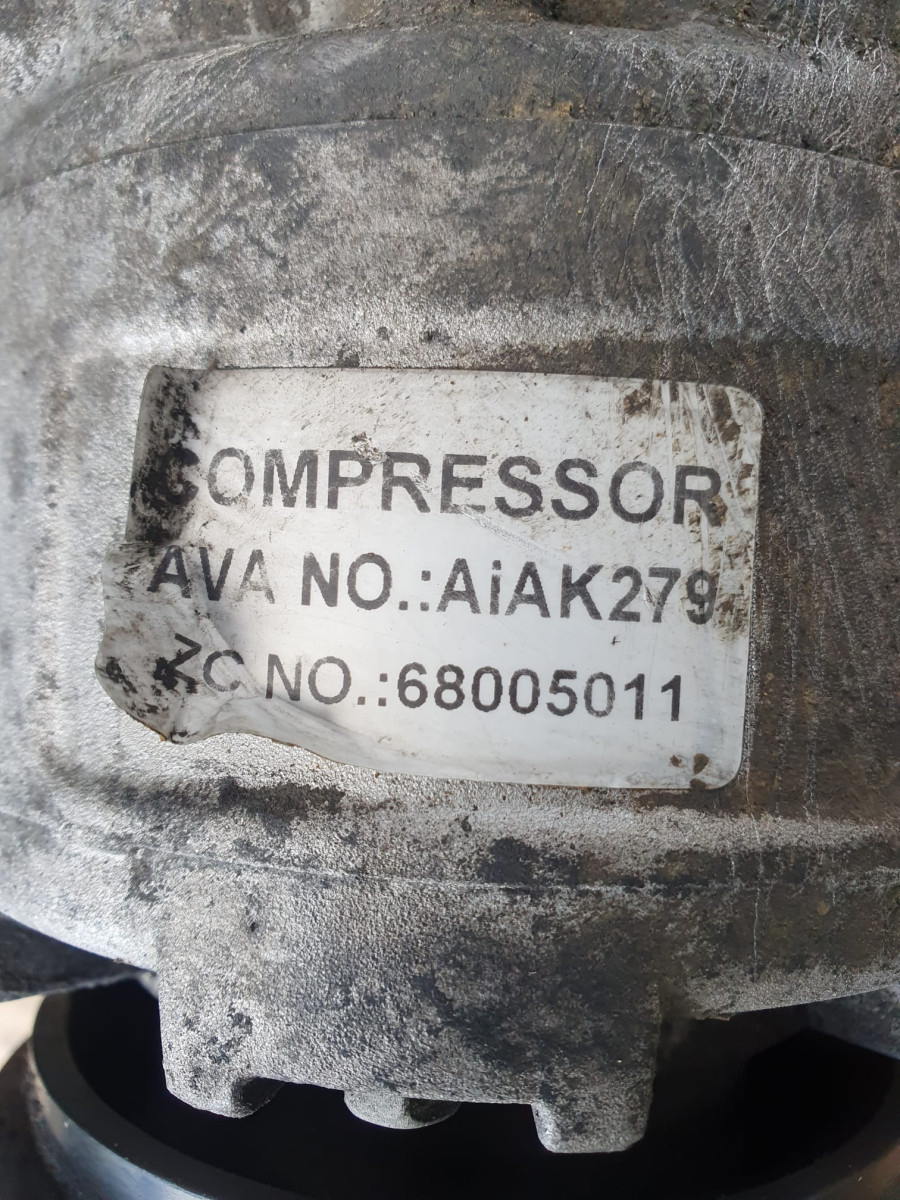 COMPRESSOR
AVA NO.:AiAK279
ZC NO.:68005011